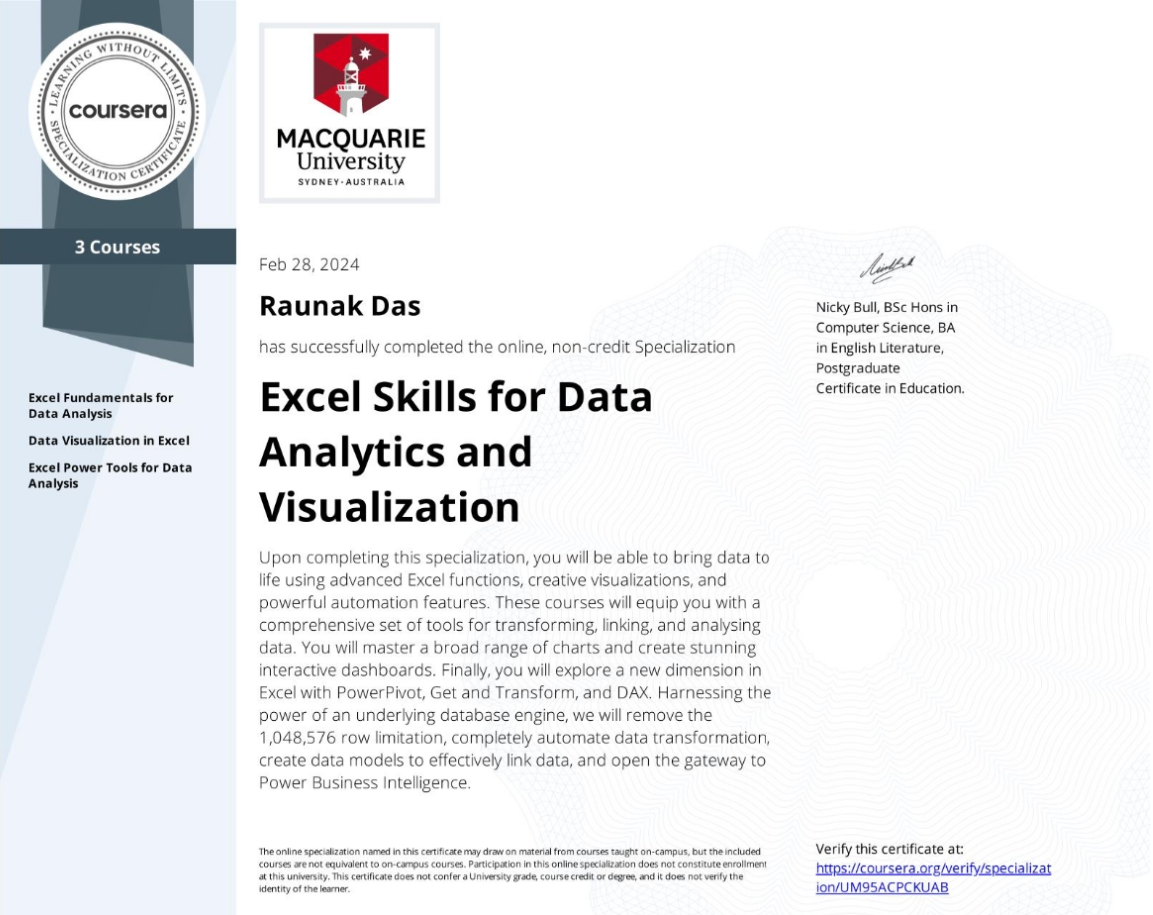 LEARNING WITHOUT LIMITS
coursera
SPECIALIZATION CERTIFICATE
3 Courses
Excel Fundamentals for
Data Analysis
Data Visualization in Excel
Excel Power Tools for Data
Analysis
MACQUARIE
University
SYDNEY·AUSTRALIA
Feb 28, 2024
Raunak Das
has successfully completed the online, non-credit Specialization
Excel Skills for Data
Analytics and
Visualization
Upon completing this specialization, you will be able to bring data to
life using advanced Excel functions, creative visualizations, and
powerful automation features. These courses will equip you with a
comprehensive set of tools for transforming, linking, and analysing
data. You will master a broad range of charts and create stunning
interactive dashboards. Finally, you will explore a new dimension in
Excel with PowerPivot, Get and Transform, and DAX. Harnessing the
power of an underlying database engine, we will remove the
1,048,576 row limitation, completely automate data transformation,
create data models to effectively link data, and open the gateway to
Power Business Intelligence.
The online specialization named in this certificate may draw on material from courses taught on-campus, but the included
courses are not equivalent to on-campus courses. Participation in this online specialization does not constitute enrollment
at this university. This certificate does not confer a University grade, course credit or degree, and it does not verify the
identity of the learner.
Nicky Bull, BSc Hons in
Computer Science, BA
in English Literature,
Postgraduate
Certificate in Education.
Verify this certificate at:
https://coursera.org/verify/specializat
ion/UM95ACPCKUAB